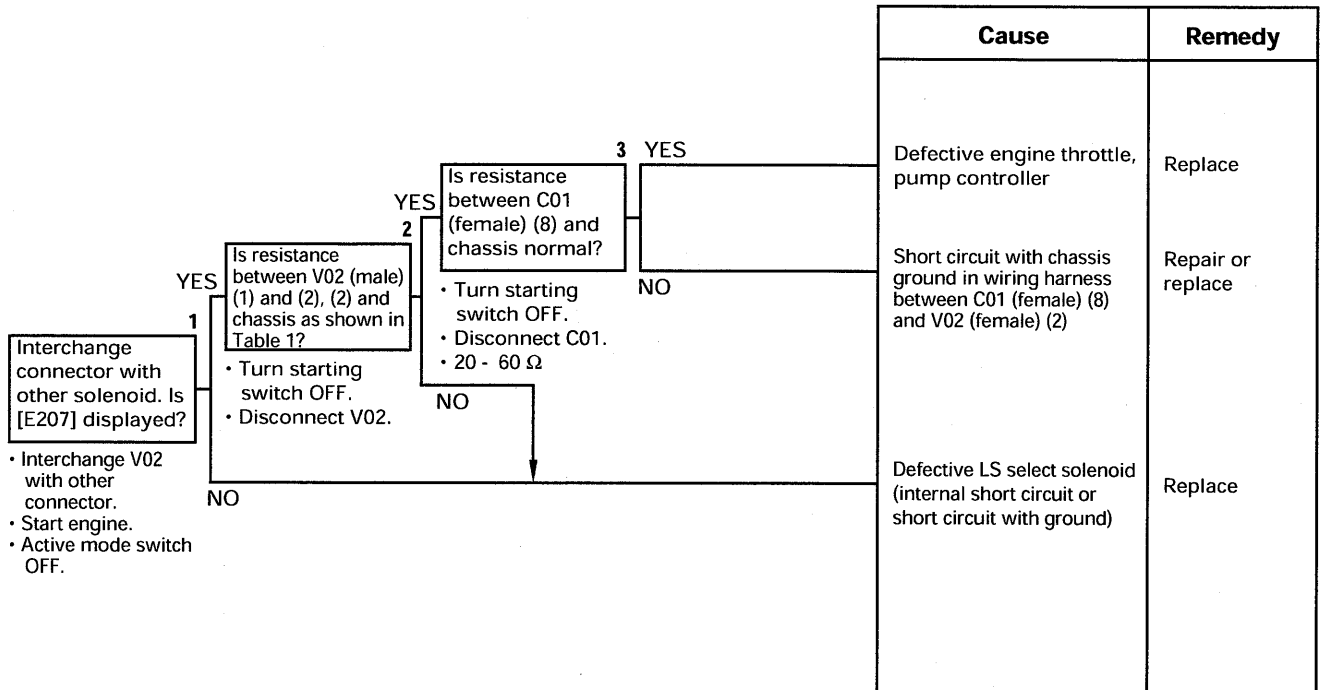 Cause
Remedy
1
Interchange
connector with
other solenoid. Is
[E207] displayed?
• Interchange V02
with other
connector.
• Start engine.
• Active mode switch
OFF.
YES
NO
2
Is resistance
between V02 (male)
(1) and (2), (2) and
chassis as shown in
Table 1?
• Turn starting
switch OFF.
• Disconnect V02.
YES
NO
3
Is resistance
between C01
(female) (8) and
chassis normal?
• Turn starting
switch OFF.
• Disconnect C01.
• 20 - 60 Ω
YES
NO
Defective engine throttle,
pump controller
Replace
Short circuit with chassis
ground in wiring harness
between C01 (female) (8)
and V02 (female) (2)
Repair or
replace
Defective LS select solenoid
(internal short circuit or
short circuit with ground)
Replace